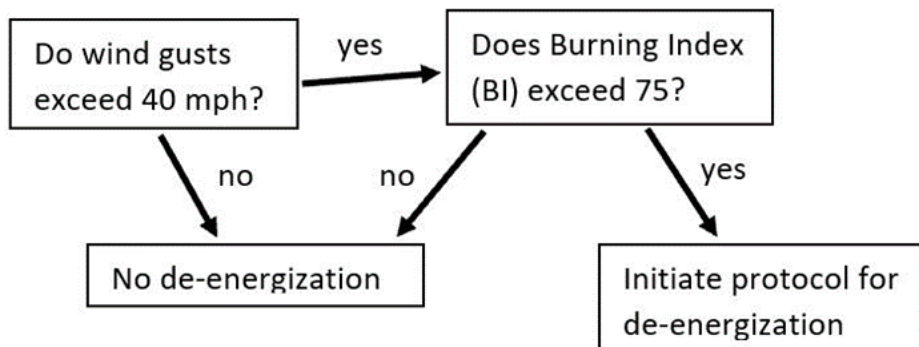 Do wind gusts
exceed 40 mph?
yes
Does Burning Index
(BI) exceed 75?
no
no
yes
No de-energization
Initiate protocol for
de-energization